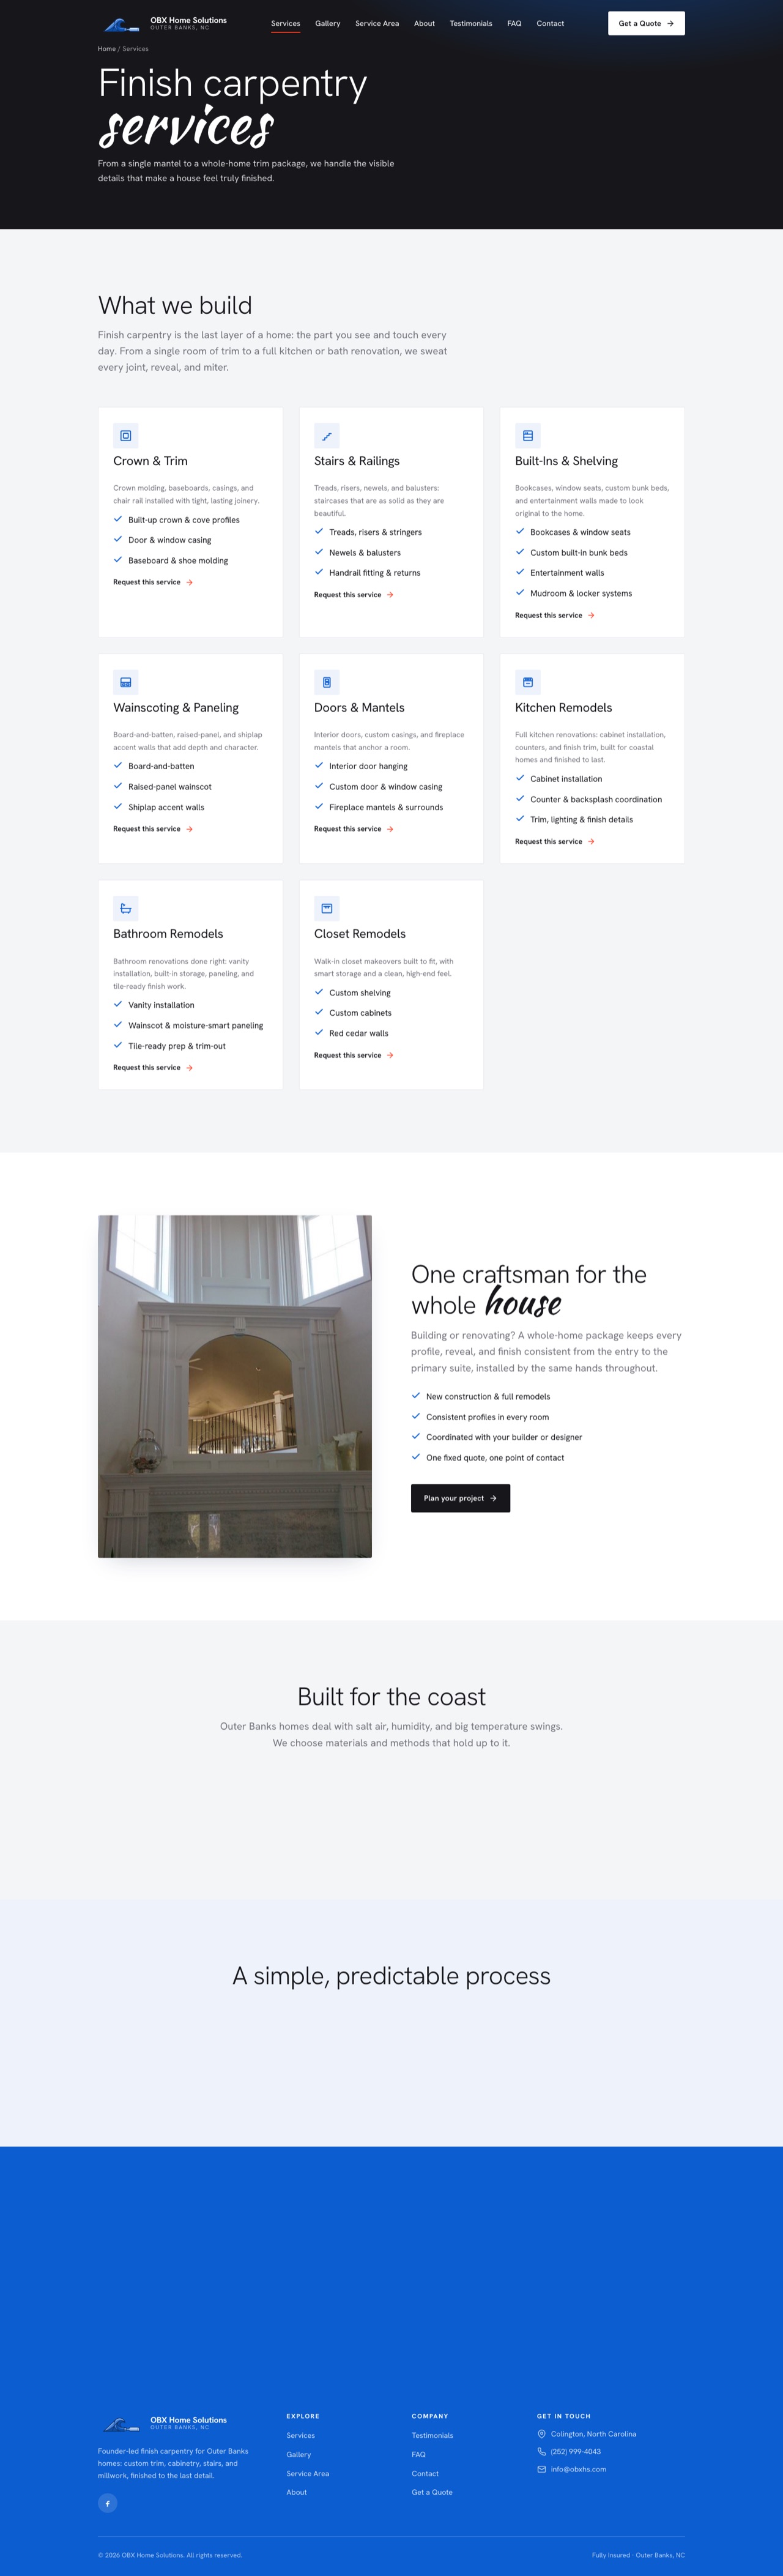 OBX Home Solutions
OUTER BANKS, NC
Services
Gallery
Service Area
About
Testimonials
FAQ
Contact
Get a Quote
Home / Services
Finish carpentry
services
From a single mantel to a whole-home trim package, we handle the visible
details that make a house feel truly finished.
What we build
Finish carpentry is the last layer of a home: the part you see and touch every
day. From a single room of trim to a full kitchen or bath renovation, we sweat
every joint, reveal, and miter.
Crown & Trim
Crown molding, baseboards, casings, and
chair rail installed with tight, lasting joinery.
Built-up crown & cove profiles
Door & window casing
Baseboard & shoe molding
Request this service
Stairs & Railings
Treads, risers, newels, and balusters:
staircases that are as solid as they are
beautiful.
Treads, risers & stringers
Newels & balusters
Handrail fitting & returns
Request this service
Built-Ins & Shelving
Bookcases, window seats, custom bunk beds,
and entertainment walls made to look
original to the home.
Bookcases & window seats
Custom built-in bunk beds
Entertainment walls
Mudroom & locker systems
Request this service
Wainscoting & Paneling
Board-and-batten, raised-panel, and shiplap
accent walls that add depth and character.
Board-and-batten
Raised-panel wainscot
Shiplap accent walls
Request this service
Doors & Mantels
Interior doors, custom casings, and fireplace
mantels that anchor a room.
Interior door hanging
Custom door & window casing
Fireplace mantels & surrounds
Request this service
Kitchen Remodels
Full kitchen renovations: cabinet installation,
counters, and finish trim, built for coastal
homes and finished to last.
Cabinet installation
Counter & backsplash coordination
Trim, lighting & finish details
Request this service
Bathroom Remodels
Bathroom renovations done right: vanity
installation, built-in storage, paneling, and
tile-ready finish work.
Vanity installation
Wainscot & moisture-smart paneling
Tile-ready prep & trim-out
Request this service
Closet Remodels
Walk-in closet makeovers built to fit, with
smart storage and a clean, high-end feel.
Custom shelving
Custom cabinets
Red cedar walls
Request this service
One craftsman for the
whole house
Building or renovating? A whole-home package keeps every
profile, reveal, and finish consistent from the entry to the
primary suite, installed by the same hands throughout.
New construction & full remodels
Consistent profiles in every room
Coordinated with your builder or designer
One fixed quote, one point of contact
Plan your project
Built for the coast
Outer Banks homes deal with salt air, humidity, and big temperature swings.
We choose materials and methods that hold up to it.
A simple, predictable process
OBX Home Solutions
OUTER BANKS, NC
Founder-led finish carpentry for Outer Banks
homes: custom trim, cabinetry, stairs, and
millwork, finished to the last detail.
EXPLORE
Services
Gallery
Service Area
About
COMPANY
Testimonials
FAQ
Contact
Get a Quote
GET IN TOUCH
Colington, North Carolina
(252) 999-4043
info@obxhs.com
© 2026 OBX Home Solutions. All rights reserved.
Fully Insured · Outer Banks, NC